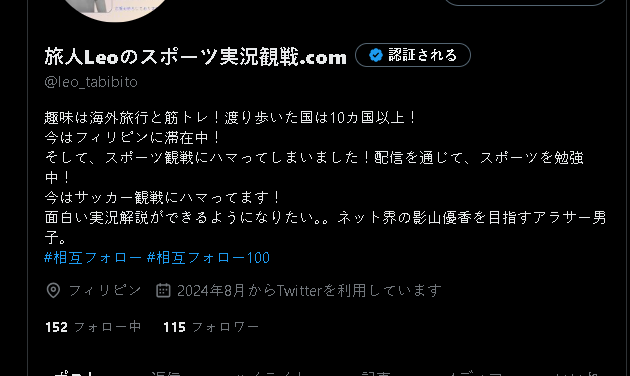 旅人Leoのスポーツ実況観戦.com 認証される
@leo_tabibito
趣味は海外旅行と筋トレ！渡り歩いた国は10カ国以上！
今はフィリピンに滞在中！
そして、スポーツ観戦にハマってしまいました！配信を通じて、スポーツを勉強
中！
今はサッカー観戦にハマってます！
面白い実況解説ができるようになりたい。。ネット界の影山優香を目指すアラサー男
子。
#相互フォロー #相互フォロー100
フィリピン 2024年8月からTwitterを利用しています
152 フォロー中 115 フォロワー